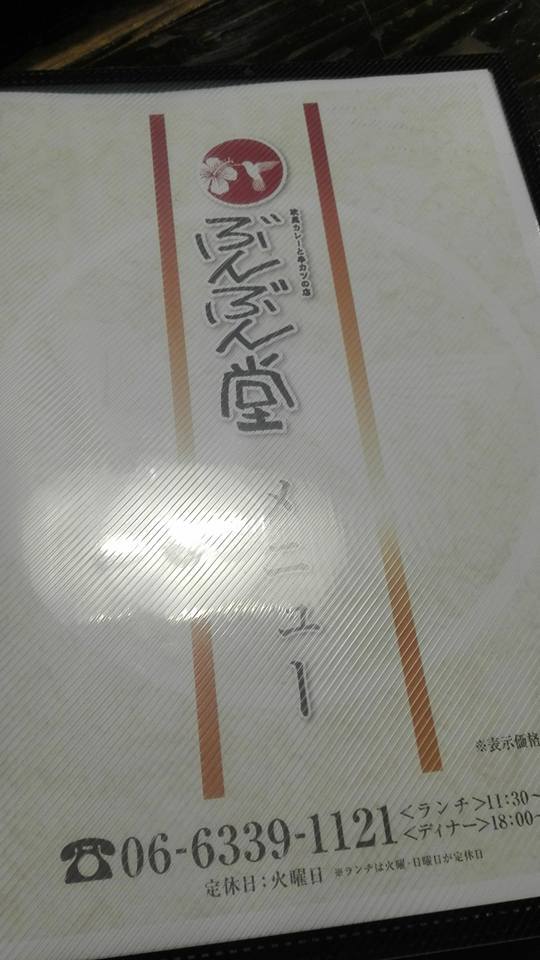 欧風カレーと串カツの店
ぶんぶん堂
メニュー
※表示価格
06-6339-1121
<ランチ>11:30~
<ディナー>18:00~
定休日:火曜日
※ランチは火曜・日曜日が定休日